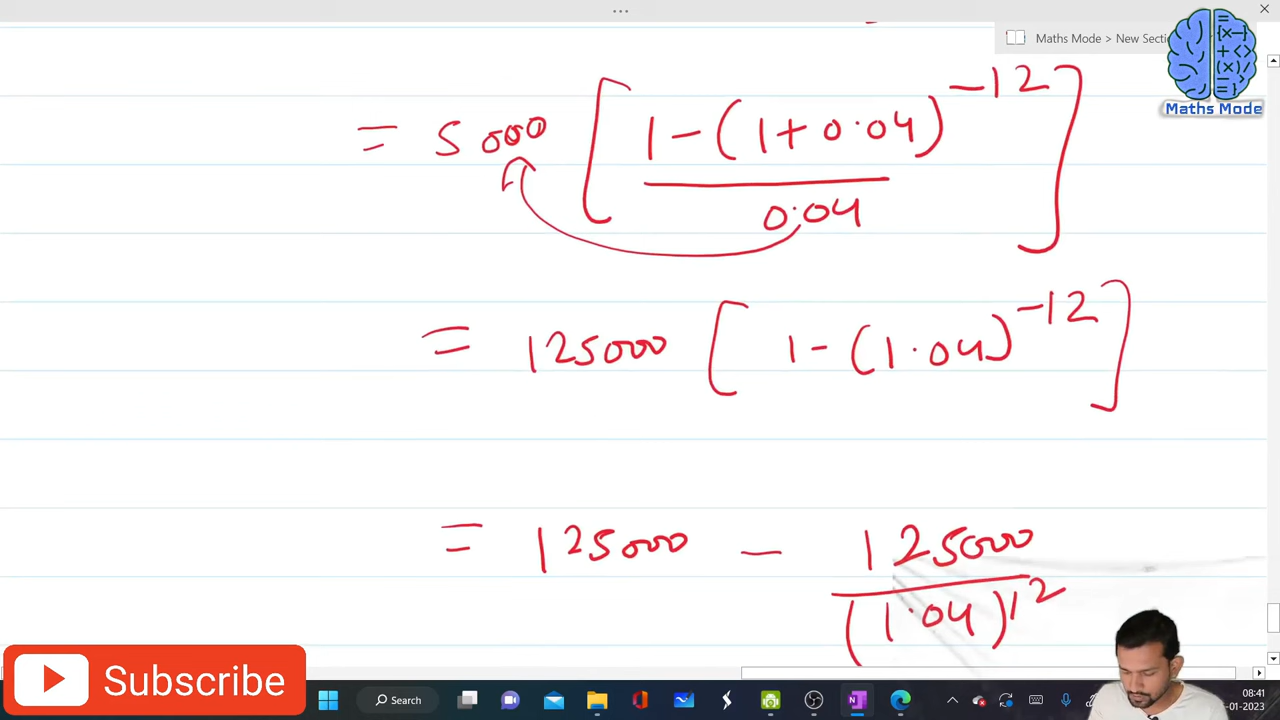 Maths Mode > New Secti
Maths Mode
= 5000 [ 1-(1+0.04)^-12 / 0.04 ]
= 125000 [ 1-(1.04)^-12 ]
= 125000 - 125000 / (1.04)^12
Subscribe
Search
08:41
-01-2023